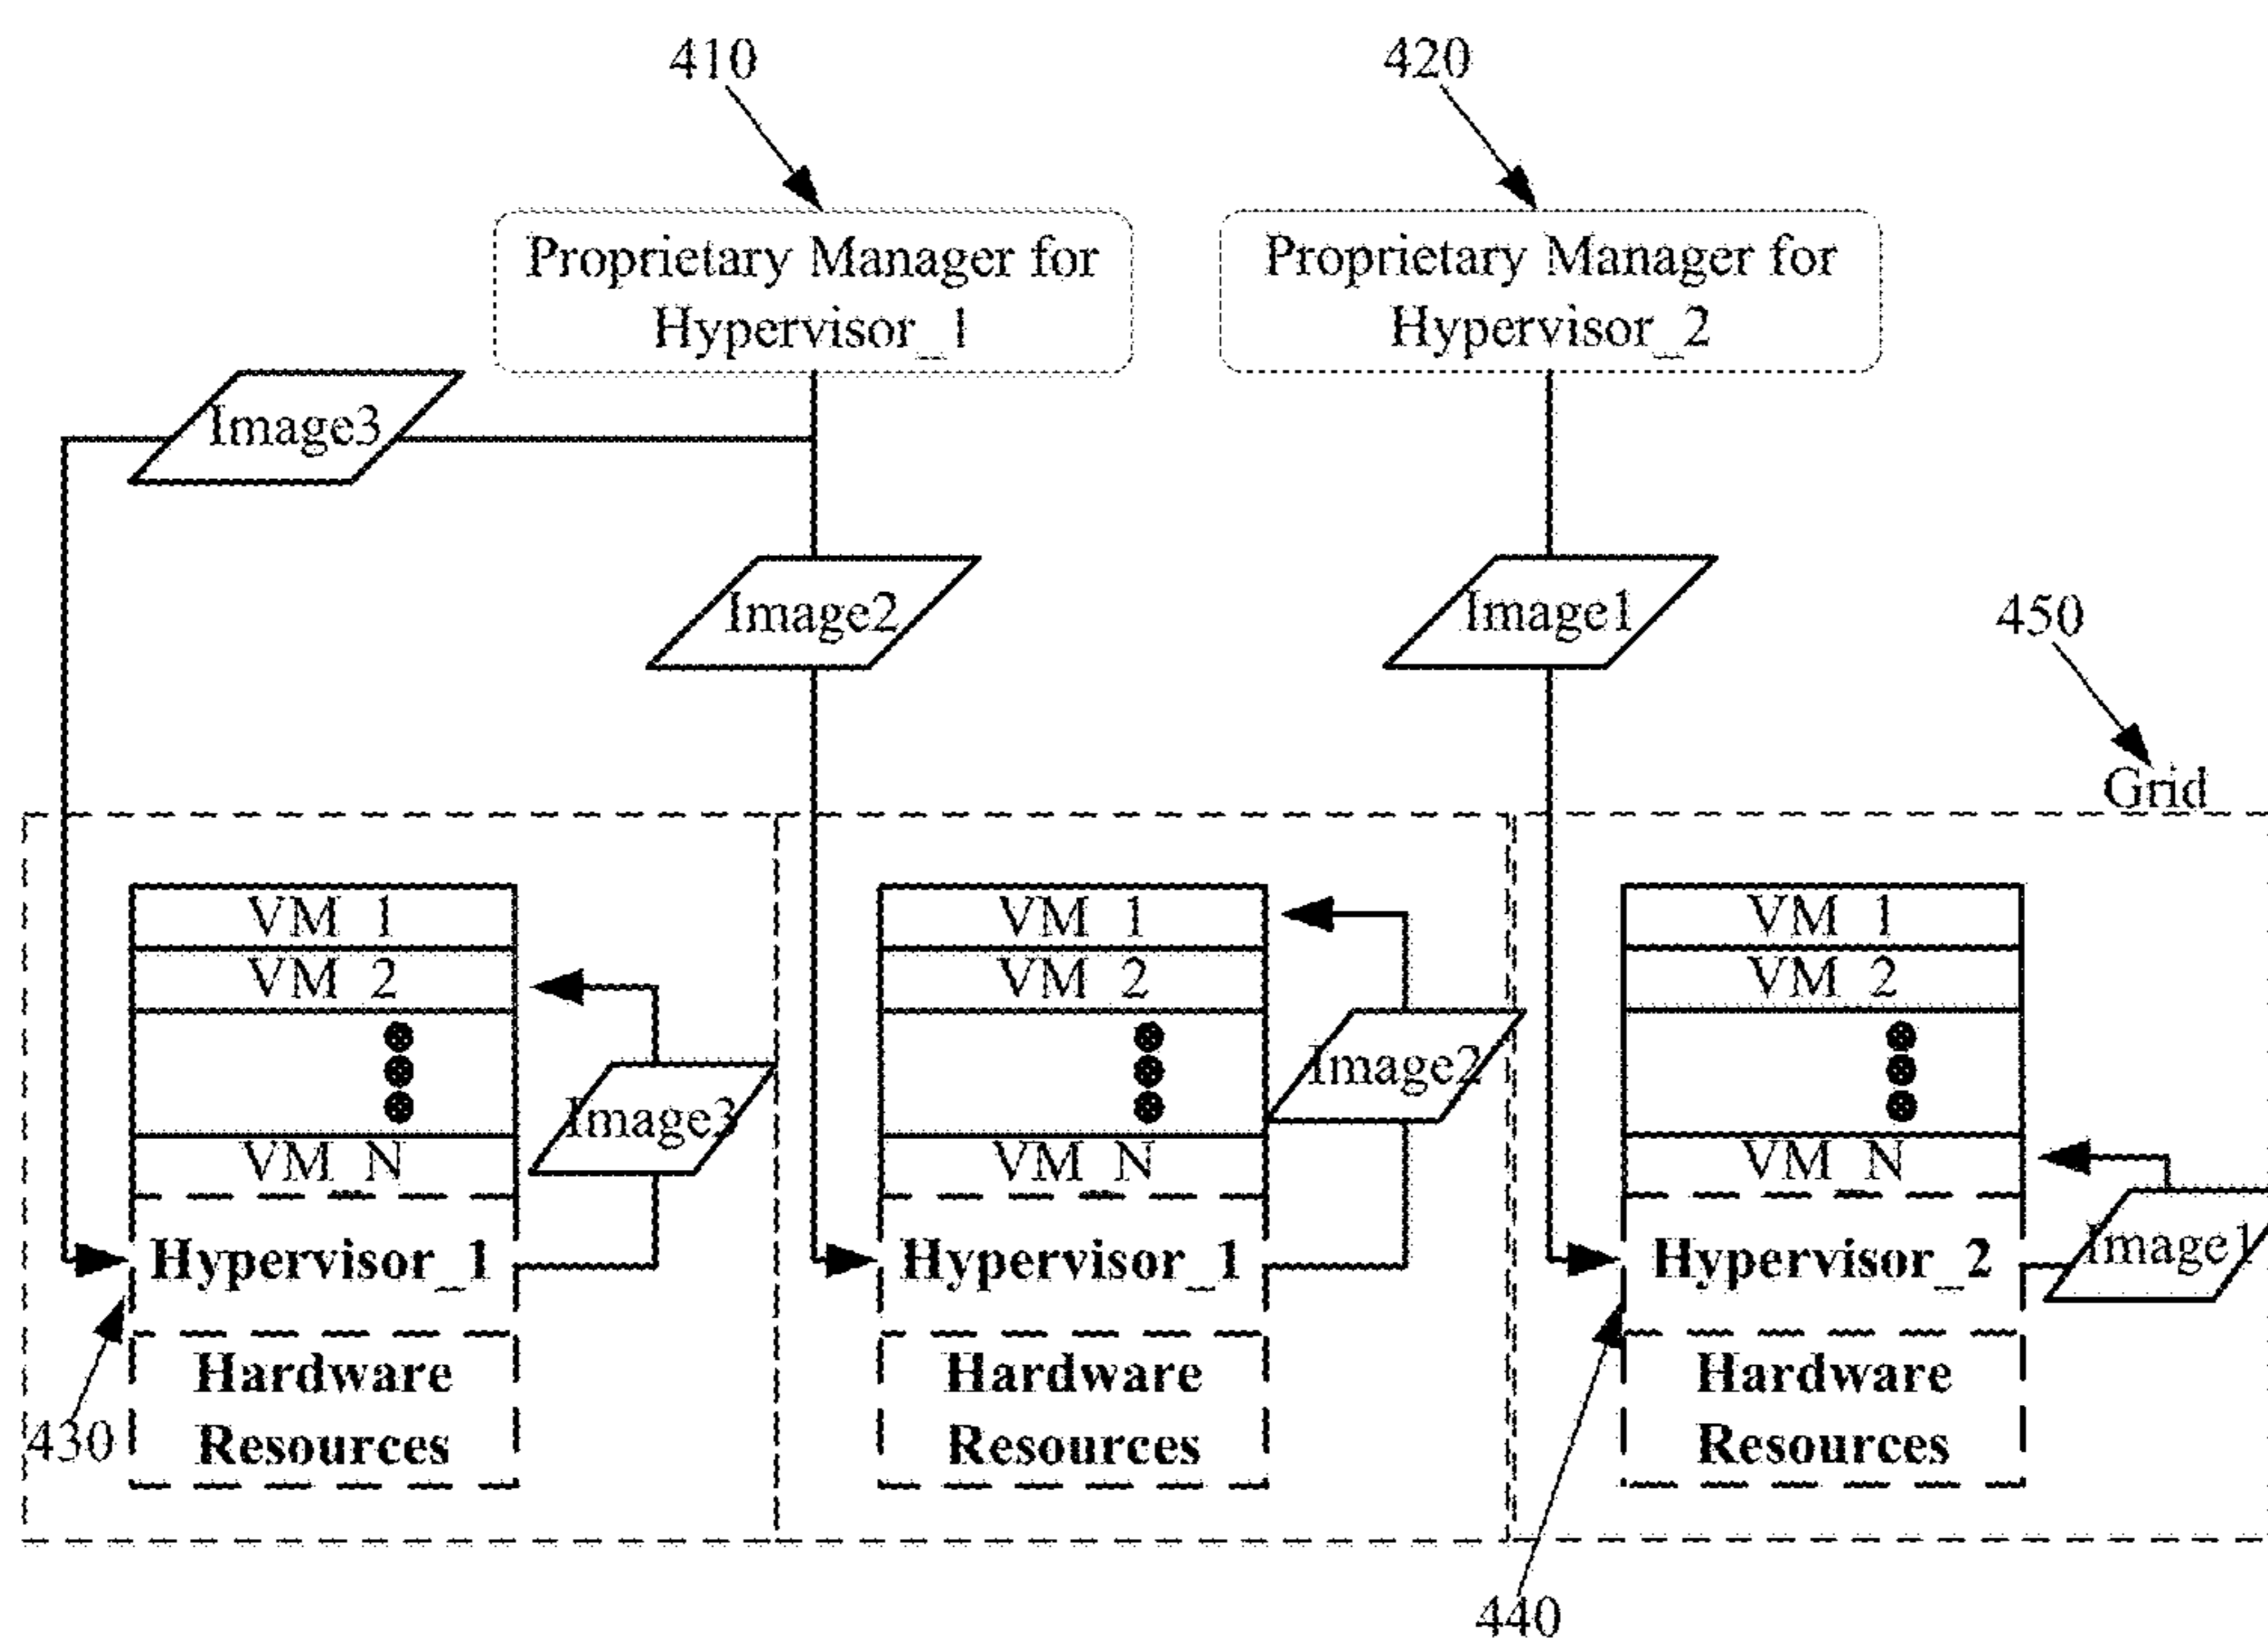 410
420
Proprietary Manager for
Hypervisor_1
Proprietary Manager for
Hypervisor_2
Image3
Image2
Image1
450
Grid
VM_1
VM_2
VM_N
Hypervisor_1
Hardware
Resources
Image3
430
VM_1
VM_2
VM_N
Hypervisor_1
Hardware
Resources
Image2
VM_1
VM_2
VM_N
Hypervisor_2
Hardware
Resources
Image1
440